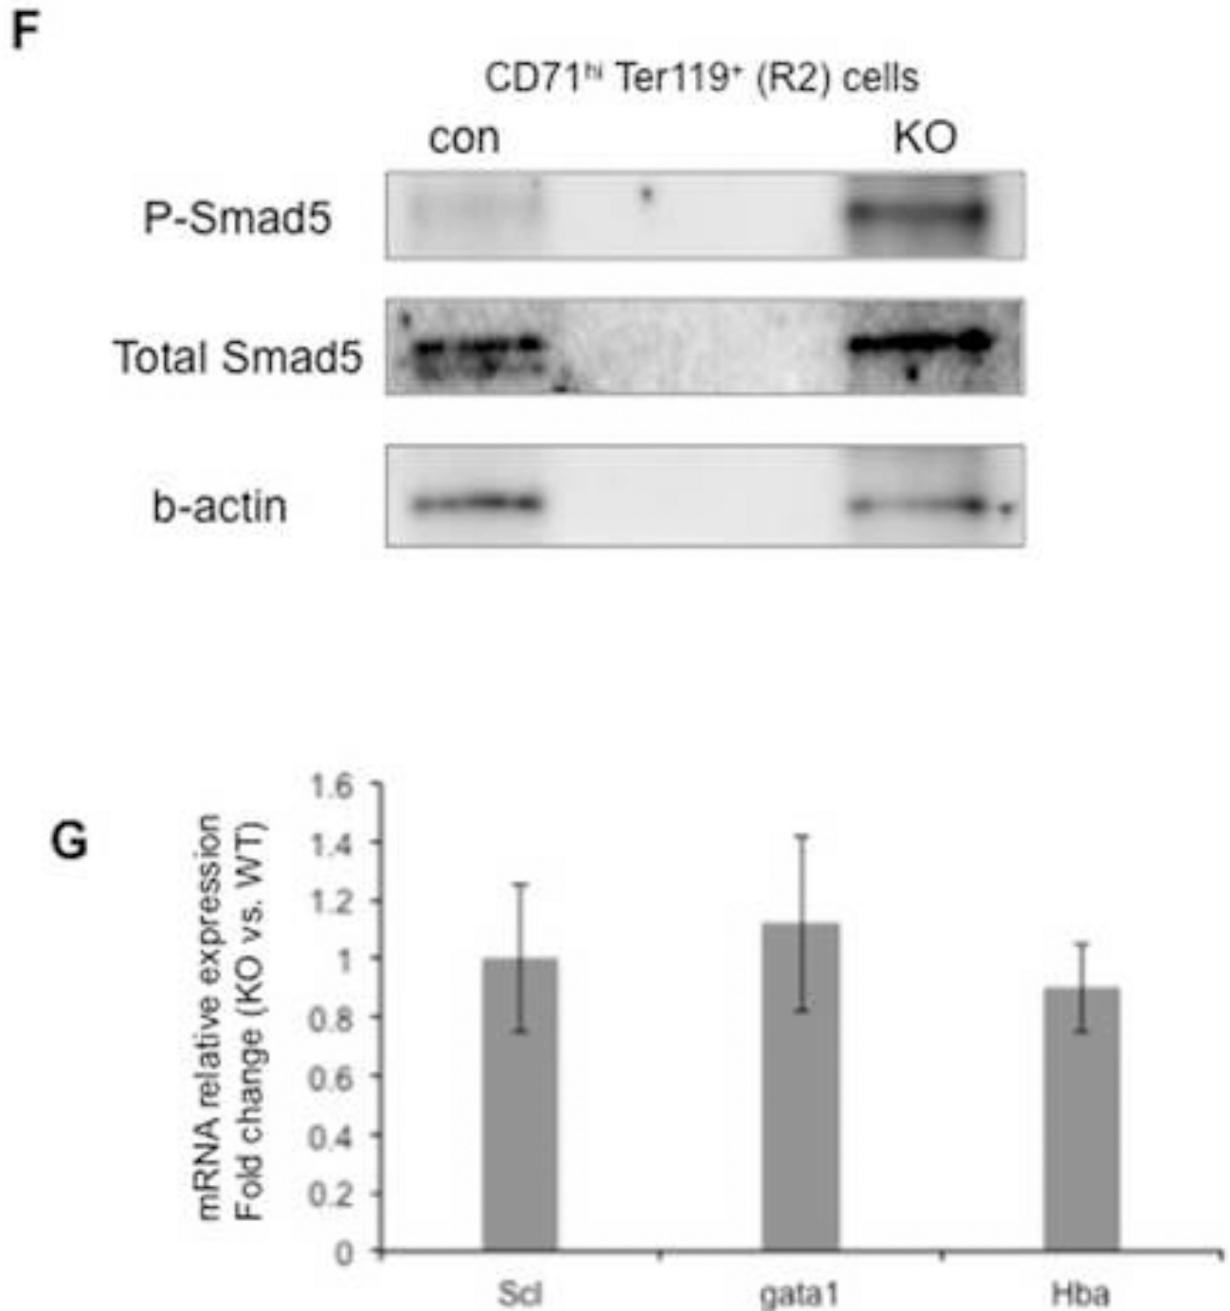 F
CD71ʰⁱ Ter119⁺ (R2) cells
con KO
P-Smad5
Total Smad5
b-actin
G
mRNA relative expression
Fold change (KO vs. WT)
1.6
1.4
1.2
1
0.8
0.6
0.4
0.2
0
Scl gata1 Hba